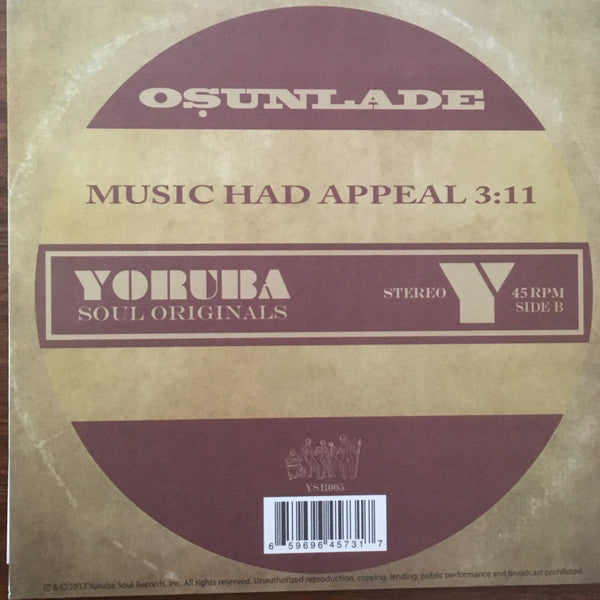 OṢUNLADE
MUSIC HAD APPEAL 3:11
YORUBA
SOUL ORIGINALS
STEREO
Y
45 RPM
SIDE B
YSR005
6 59696 45731 7
℗ & © 2017 Yoruba Soul Records, Inc. All rights reserved. Unauthorized reproduction, copying, lending, public performance and broadcast prohibited.